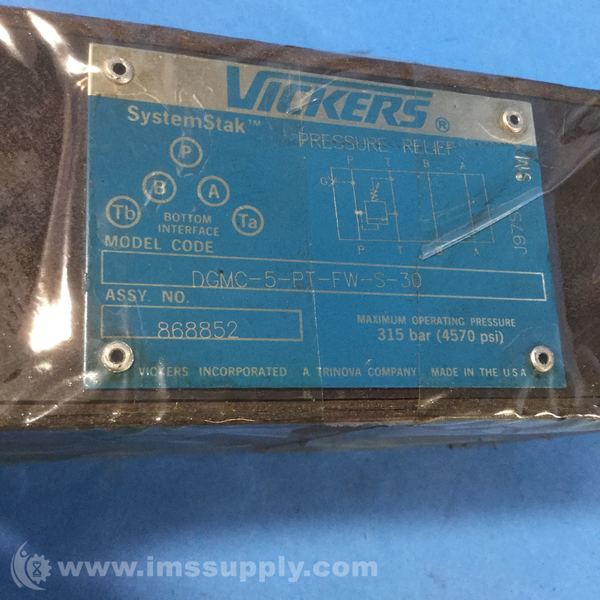 VICKERS ®
SystemStak™
PRESSURE RELIEF
P
B A
Tb Ta
BOTTOM
INTERFACE
P T B A
G
P T B A
MODEL CODE
DGMC-5-PT-FW-S-30
ASSY. NO.
868852
MAXIMUM OPERATING PRESSURE
315 bar (4570 psi)
VICKERS INCORPORATED A TRINOVA COMPANY MADE IN THE U.S.A
www.imssupply.com